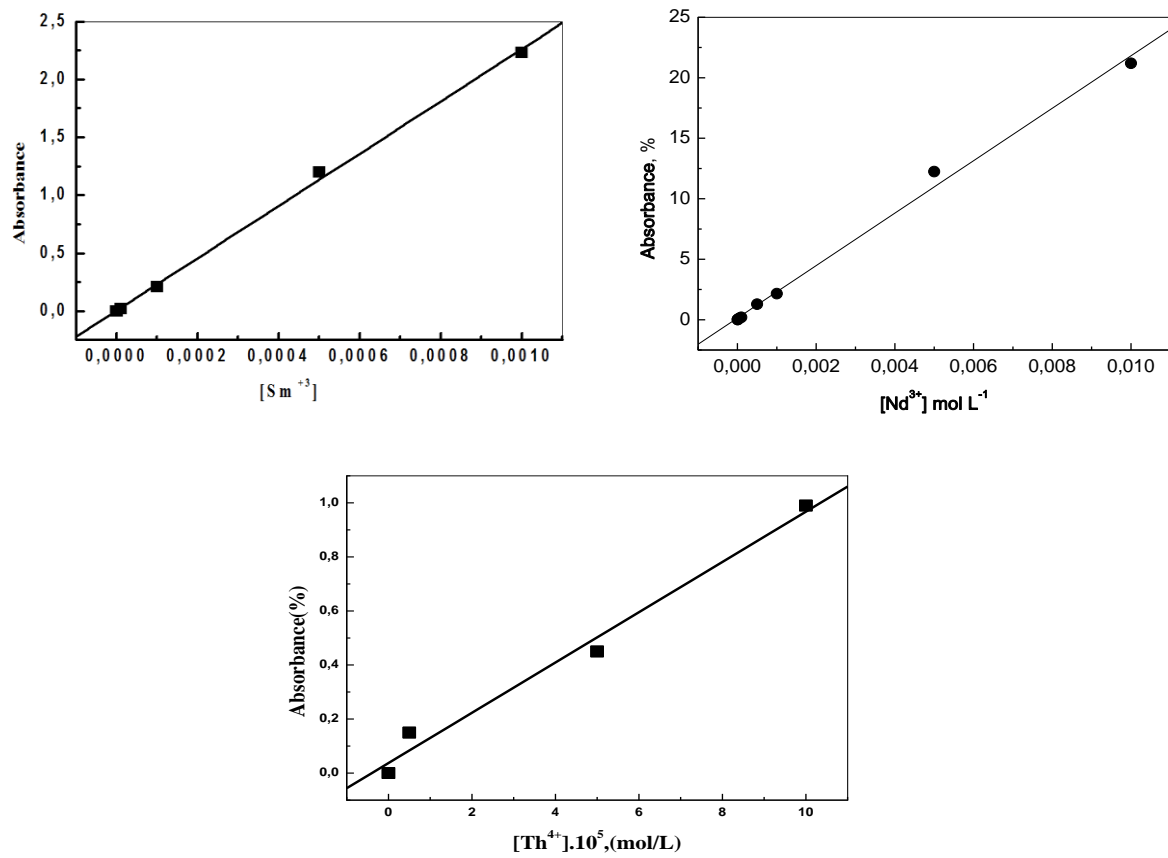 2,5
2,0
1,5
1,0
0,5
0,0
Absorbance
0,0000 0,0002 0,0004 0,0006 0,0008 0,0010
[Sm⁺³]
25
20
15
10
5
0
Absorbance, %
0,000 0,002 0,004 0,006 0,008 0,010
[Nd³⁺] mol L⁻¹
1,0
0,8
0,6
0,4
0,2
0,0
Absorbance(%)
0 2 4 6 8 10
[Th⁴⁺].10⁵,(mol/L)